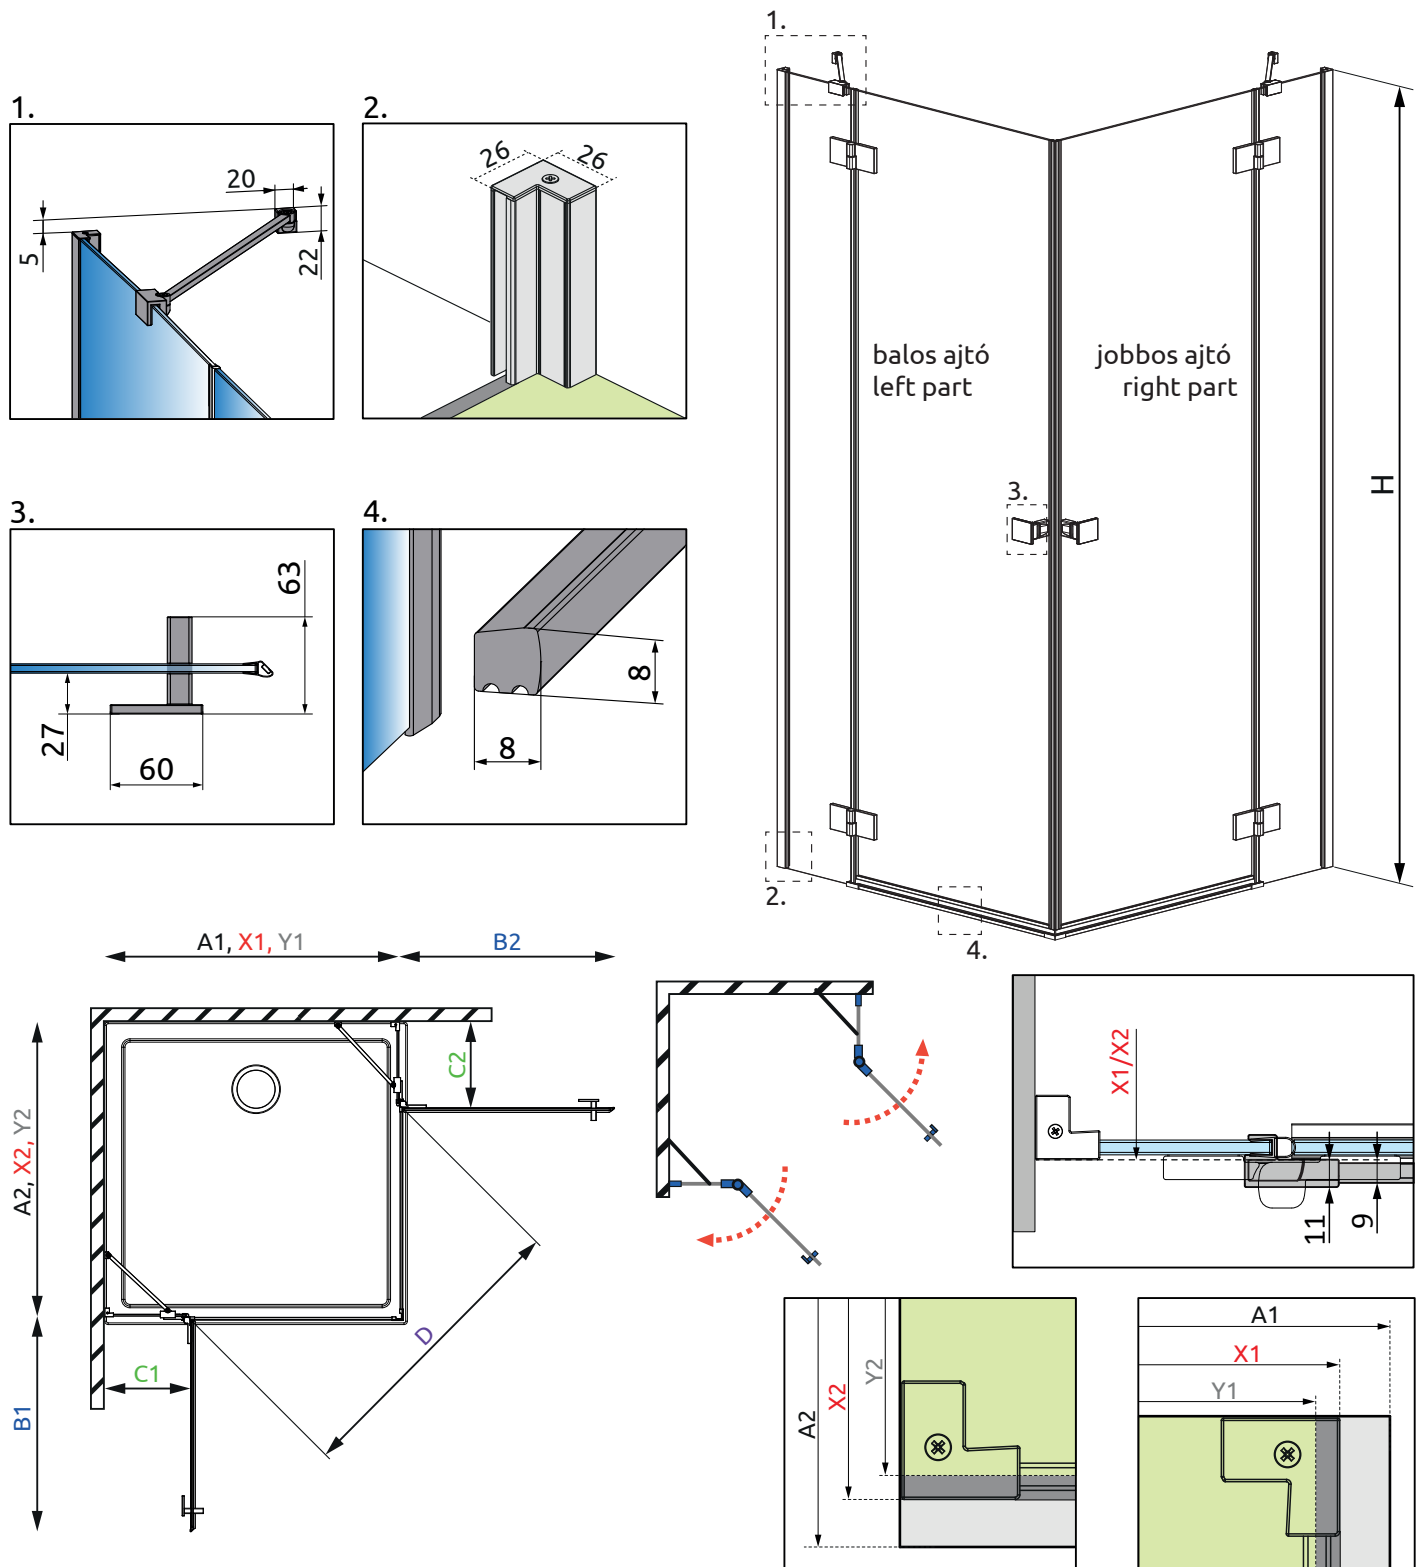 1.
20
5
22
2.
26
26
3.
63
27
60
4.
8
8
1.
balos ajtó
left part
jobbos ajtó
right part
3.
H
2.
4.
A1, X1, Y1
B2
C2
A2, X2, Y2
C1
B1
D
X1/X2
11
9
Y2
X2
A2
A1
X1
Y1